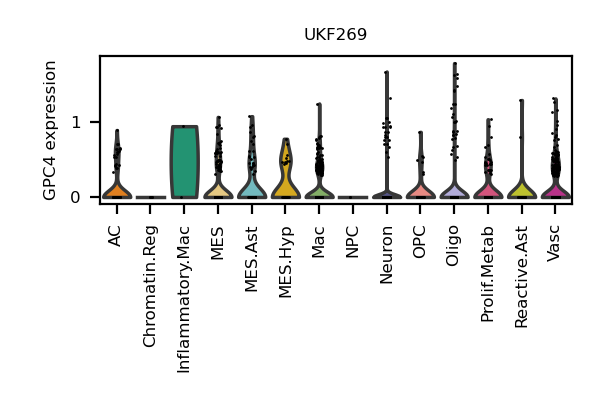 UKF269
GPC4 expression
1
0
AC
Chromatin.Reg
Inflammatory.Mac
MES
MES.Ast
MES.Hyp
Mac
NPC
Neuron
OPC
Oligo
Prolif.Metab
Reactive.Ast
Vasc